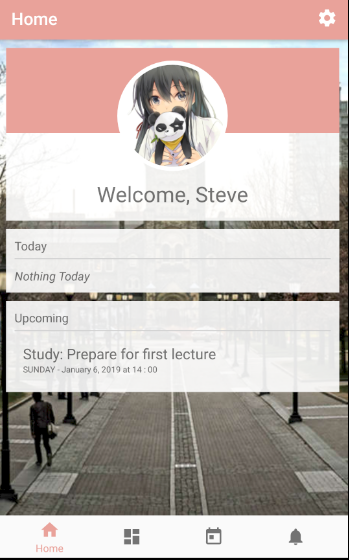 Home
Welcome, Steve
Today
Nothing Today
Upcoming
Study: Prepare for first lecture
SUNDAY - January 6, 2019 at 14 : 00
Home